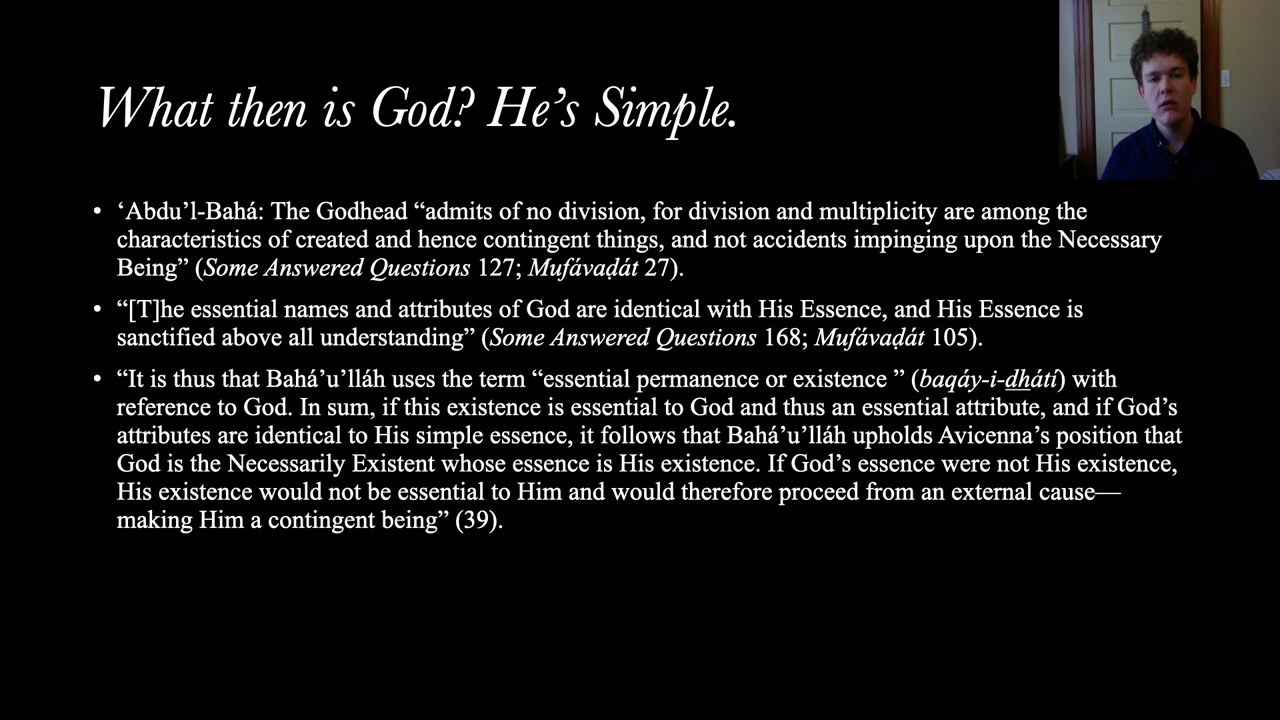 What then is God? He’s Simple.
• ‘Abdu’l-Bahá: The Godhead “admits of no division, for division and multiplicity are among the
characteristics of created and hence contingent things, and not accidents impinging upon the Necessary
Being” (Some Answered Questions 127; Mufávaḍát 27).
• “[T]he essential names and attributes of God are identical with His Essence, and His Essence is
sanctified above all understanding” (Some Answered Questions 168; Mufávaḍát 105).
• “It is thus that Bahá’u’lláh uses the term “essential permanence or existence ” (baqáy-i-dhátí) with
reference to God. In sum, if this existence is essential to God and thus an essential attribute, and if God’s
attributes are identical to His simple essence, it follows that Bahá’u’lláh upholds Avicenna’s position that
God is the Necessarily Existent whose essence is His existence. If God’s essence were not His existence,
His existence would not be essential to Him and would therefore proceed from an external cause—
making Him a contingent being” (39).